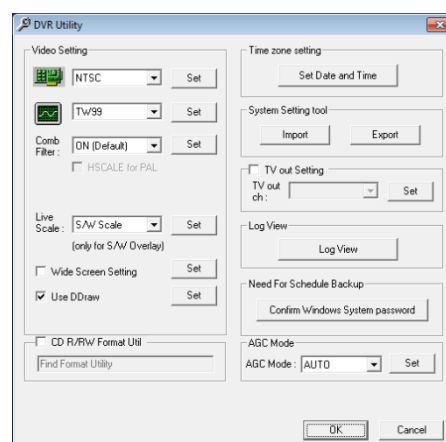 DVR Utility
Video Setting
NTSC Set
TW99 Set
Comb Filter : ON (Default) Set
HSCALE for PAL
Live Scale : S/W Scale Set
(only for S/W Overlay)
Wide Screen Setting Set
Use DDraw Set
CD R/RW Format Util
Find Format Utility
Time zone setting
Set Date and Time
System Setting tool
Import Export
TV out Setting
TV out ch : Set
Log View
Log View
Need For Schedule Backup
Confirm Windows System password
AGC Mode
AGC Mode : AUTO Set
OK Cancel